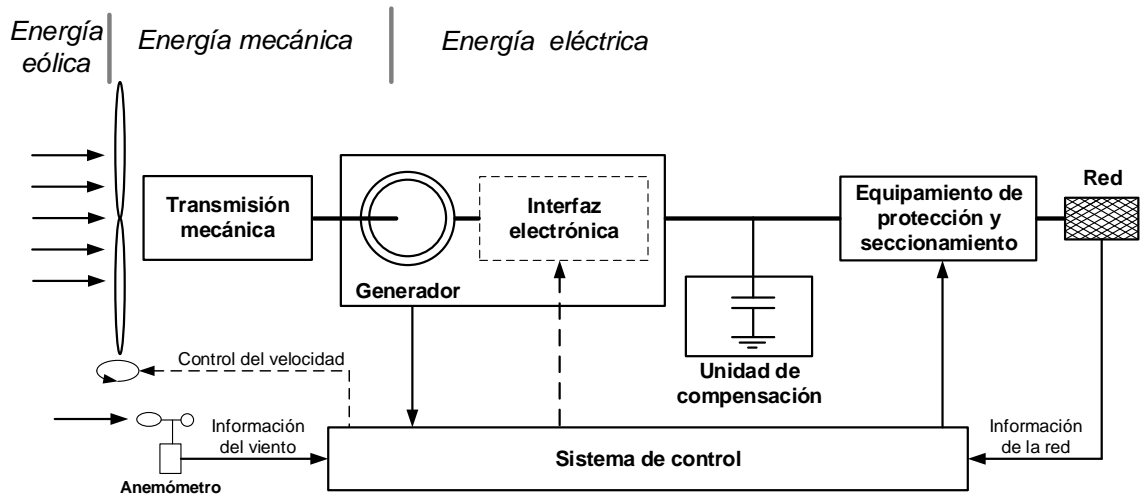 Energía
eólica
Energía mecánica
Energía  eléctrica
Transmisión
mecánica
Interfaz
electrónica
Generador
Equipamiento de
protección y
seccionamiento
Red
Unidad de
compensación
Control del velocidad
Información
del viento
Anemómetro
Sistema de control
Información
de la red